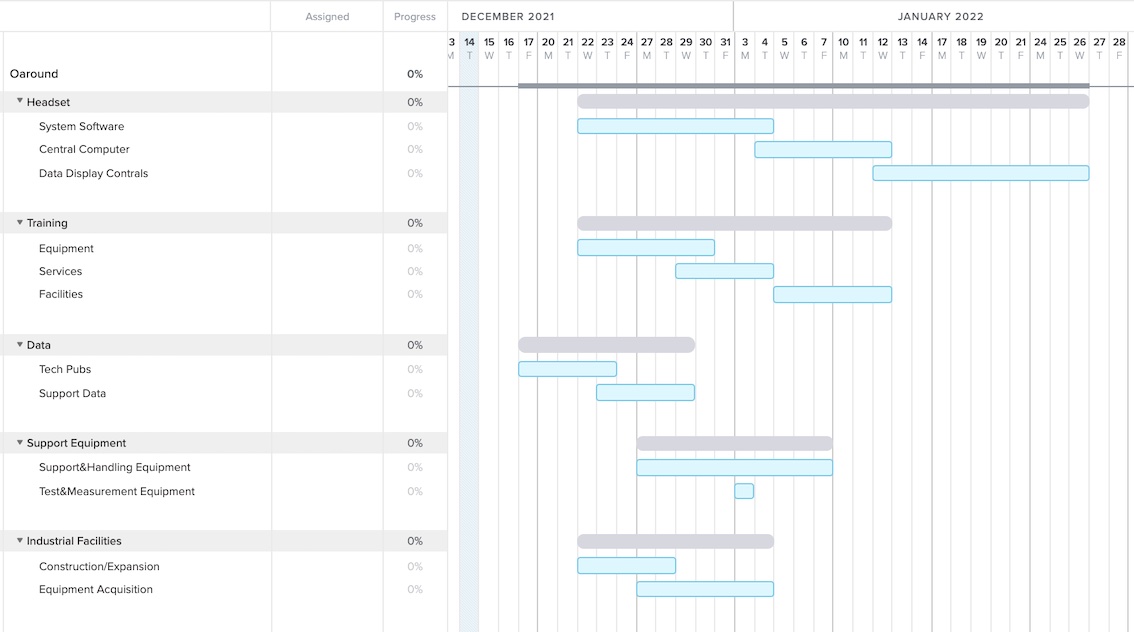 Assigned Progress DECEMBER 2021 JANUARY 2022
3 14 15 16 17 20 21 22 23 24 27 28 29 30 31 3 4 5 6 7 10 11 12 13 14 17 18 19 20 21 24 25 26 27 28
M T W T F M T W T F M T W T F M T W T F M T W T F M T W T F M T W T F
Oaround 0%
Headset 0%
System Software 0%
Central Computer 0%
Data Display Contrals 0%
Training 0%
Equipment 0%
Services 0%
Facilities 0%
Data 0%
Tech Pubs 0%
Support Data 0%
Support Equipment 0%
Support&Handling Equipment 0%
Test&Measurement Equipment 0%
Industrial Facilities 0%
Construction/Expansion 0%
Equipment Acquisition 0%